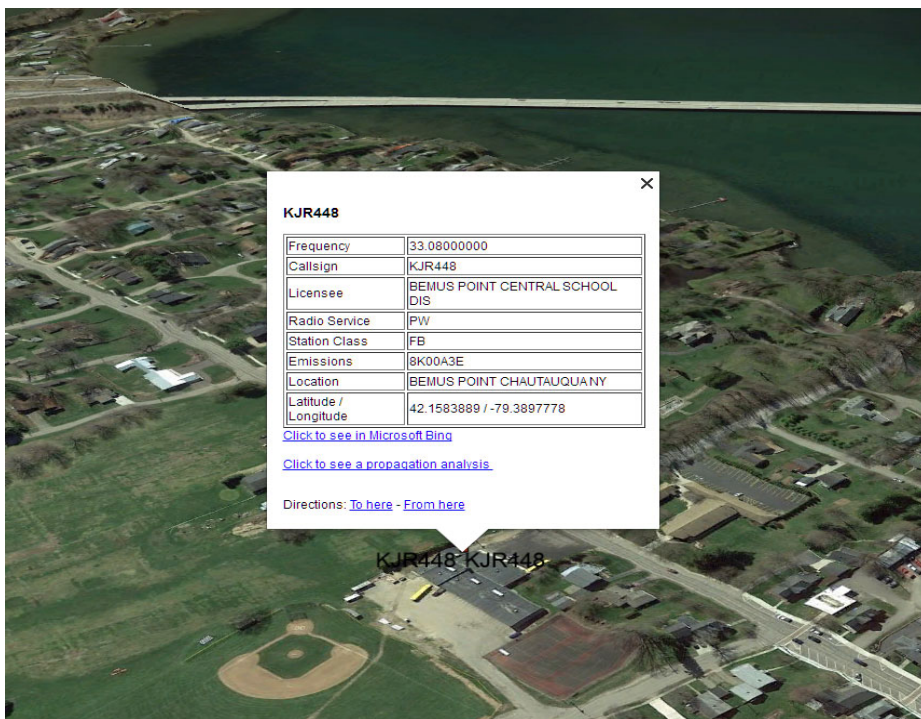 KJR448
Frequency 33.08000000
Callsign KJR448
Licensee BEMUS POINT CENTRAL SCHOOL
DIS
Radio Service PW
Station Class FB
Emissions 8K00A3E
Location BEMUS POINT CHAUTAUQUA NY
Latitude /
Longitude 42.1583889 / -79.3897778
Click to see in Microsoft Bing
Click to see a propagation analysis
Directions: To here - From here
KJR448 KJR448